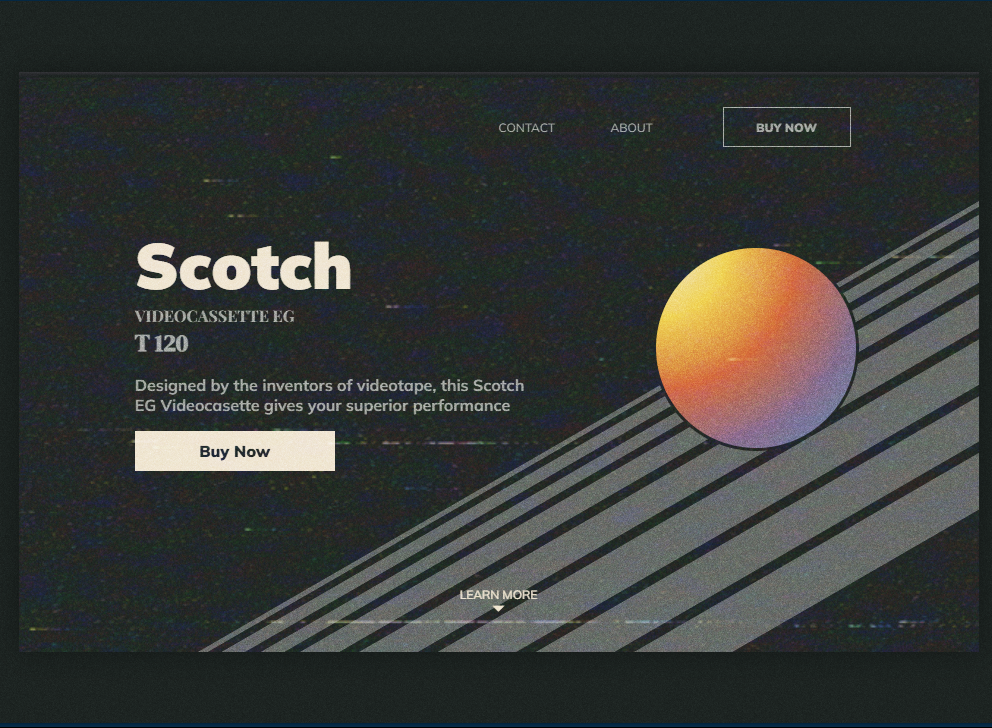 CONTACT ABOUT BUY NOW
Scotch
VIDEOCASSETTE EG
T 120
Designed by the inventors of videotape, this Scotch
EG Videocasette gives your superior performance
Buy Now
LEARN MORE